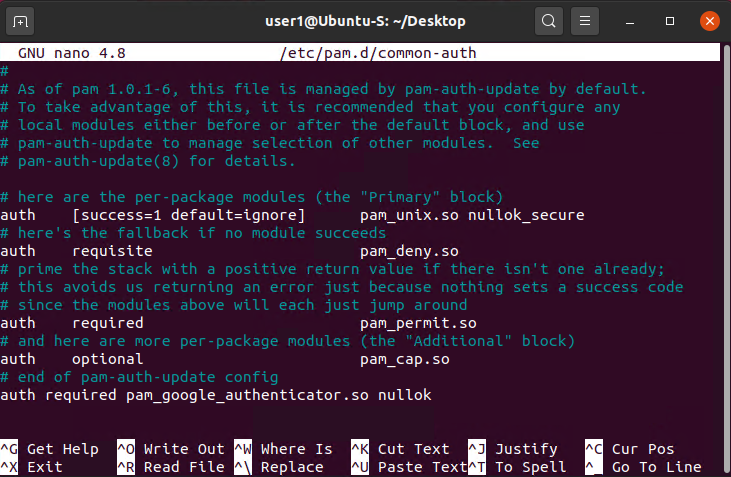 user1@Ubuntu-S: ~/Desktop
GNU nano 4.8 /etc/pam.d/common-auth
#
# As of pam 1.0.1-6, this file is managed by pam-auth-update by default.
# To take advantage of this, it is recommended that you configure any
# local modules either before or after the default block, and use
# pam-auth-update to manage selection of other modules.  See
# pam-auth-update(8) for details.
# here are the per-package modules (the "Primary" block)
auth    [success=1 default=ignore]      pam_unix.so nullok_secure
# here's the fallback if no module succeeds
auth    requisite                       pam_deny.so
# prime the stack with a positive return value if there isn't one already;
# this avoids us returning an error just because nothing sets a success code
# since the modules above will each just jump around
auth    required                        pam_permit.so
# and here are more per-package modules (the "Additional" block)
auth    optional                        pam_cap.so
# end of pam-auth-update config
auth required pam_google_authenticator.so nullok
^G Get Help  ^O Write Out ^W Where Is  ^K Cut Text  ^J Justify   ^C Cur Pos
^X Exit      ^R Read File ^\ Replace   ^U Paste Text^T To Spell  ^_ Go To Line